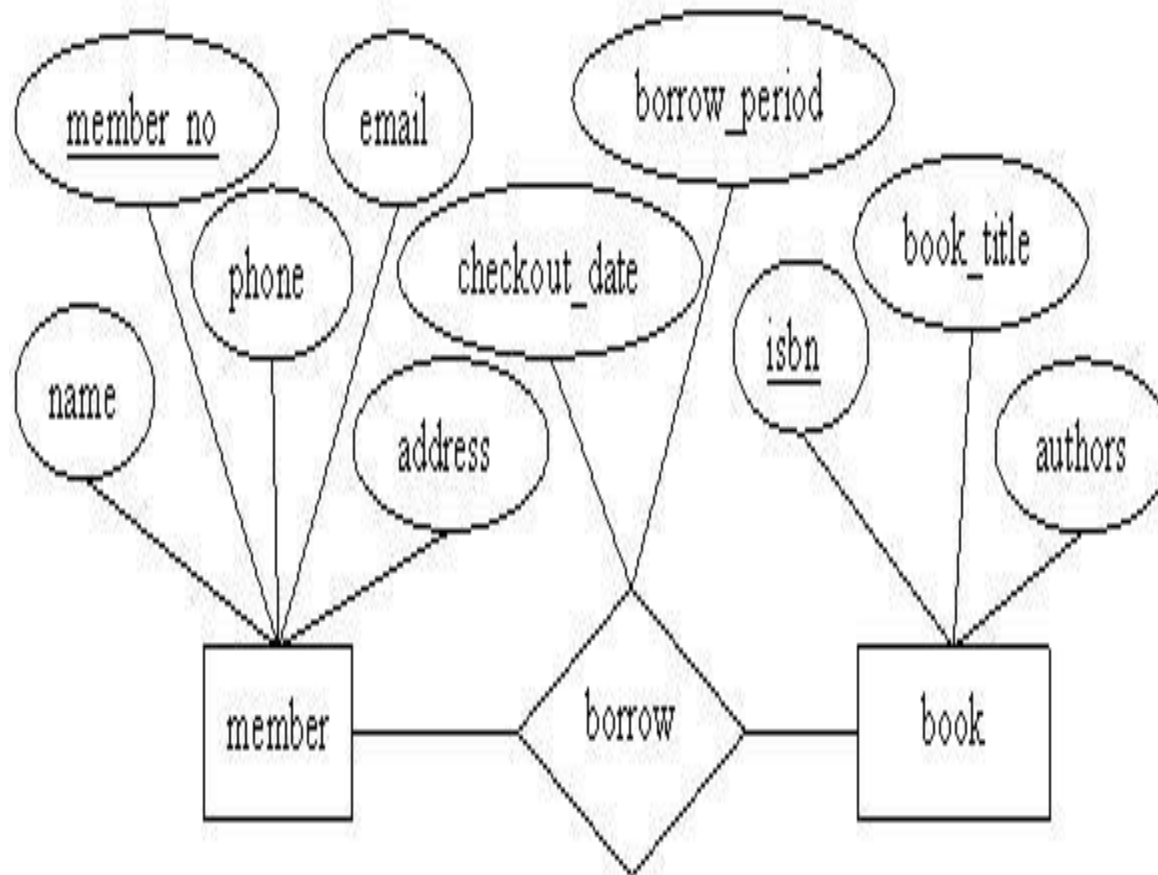 member_no
email
borrow_period
phone
checkout_date
book_title
name
address
isbn
authors
member
borrow
book